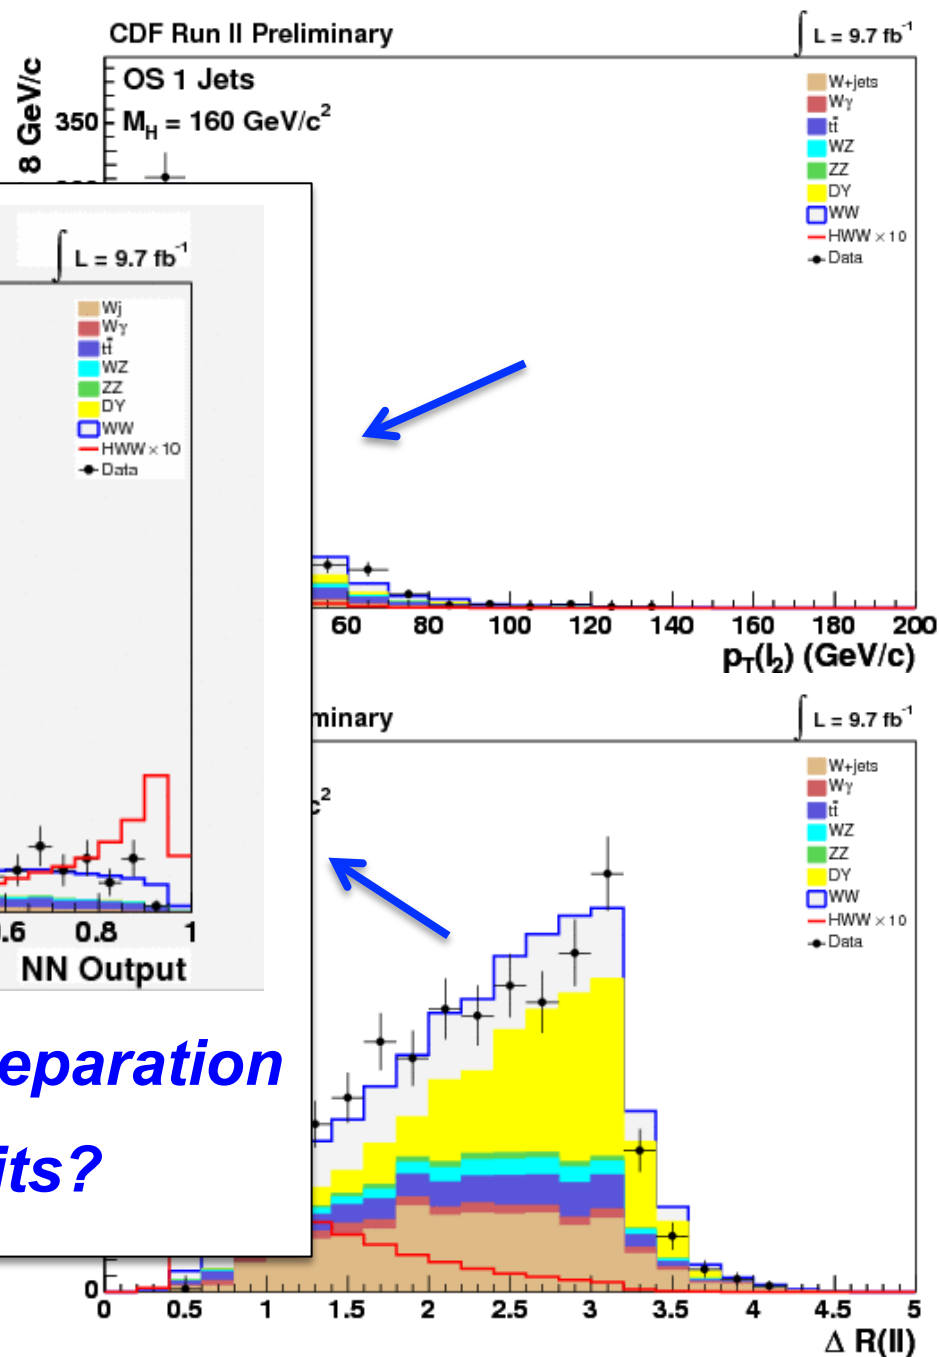 CDF Run II Preliminary
∫ L = 9.7 fb⁻¹
8 GeV/c
OS 1 Jets
M_H = 160 GeV/c²
350
W+jets
Wγ
tt̄
WZ
ZZ
DY
WW
HWW × 10
Data
60 80 100 120 140 160 180 200
p_T(l₂) (GeV/c)
∫ L = 9.7 fb⁻¹
Wj
Wγ
tt̄
WZ
ZZ
DY
WW
HWW × 10
Data
.6 0.8 1
NN Output
eparation
its?
minary
∫ L = 9.7 fb⁻¹
c²
W+jets
Wγ
tt̄
WZ
ZZ
DY
WW
HWW × 10
Data
0
0 0.5 1 1.5 2 2.5 3 3.5 4 4.5 5
Δ R(ll)